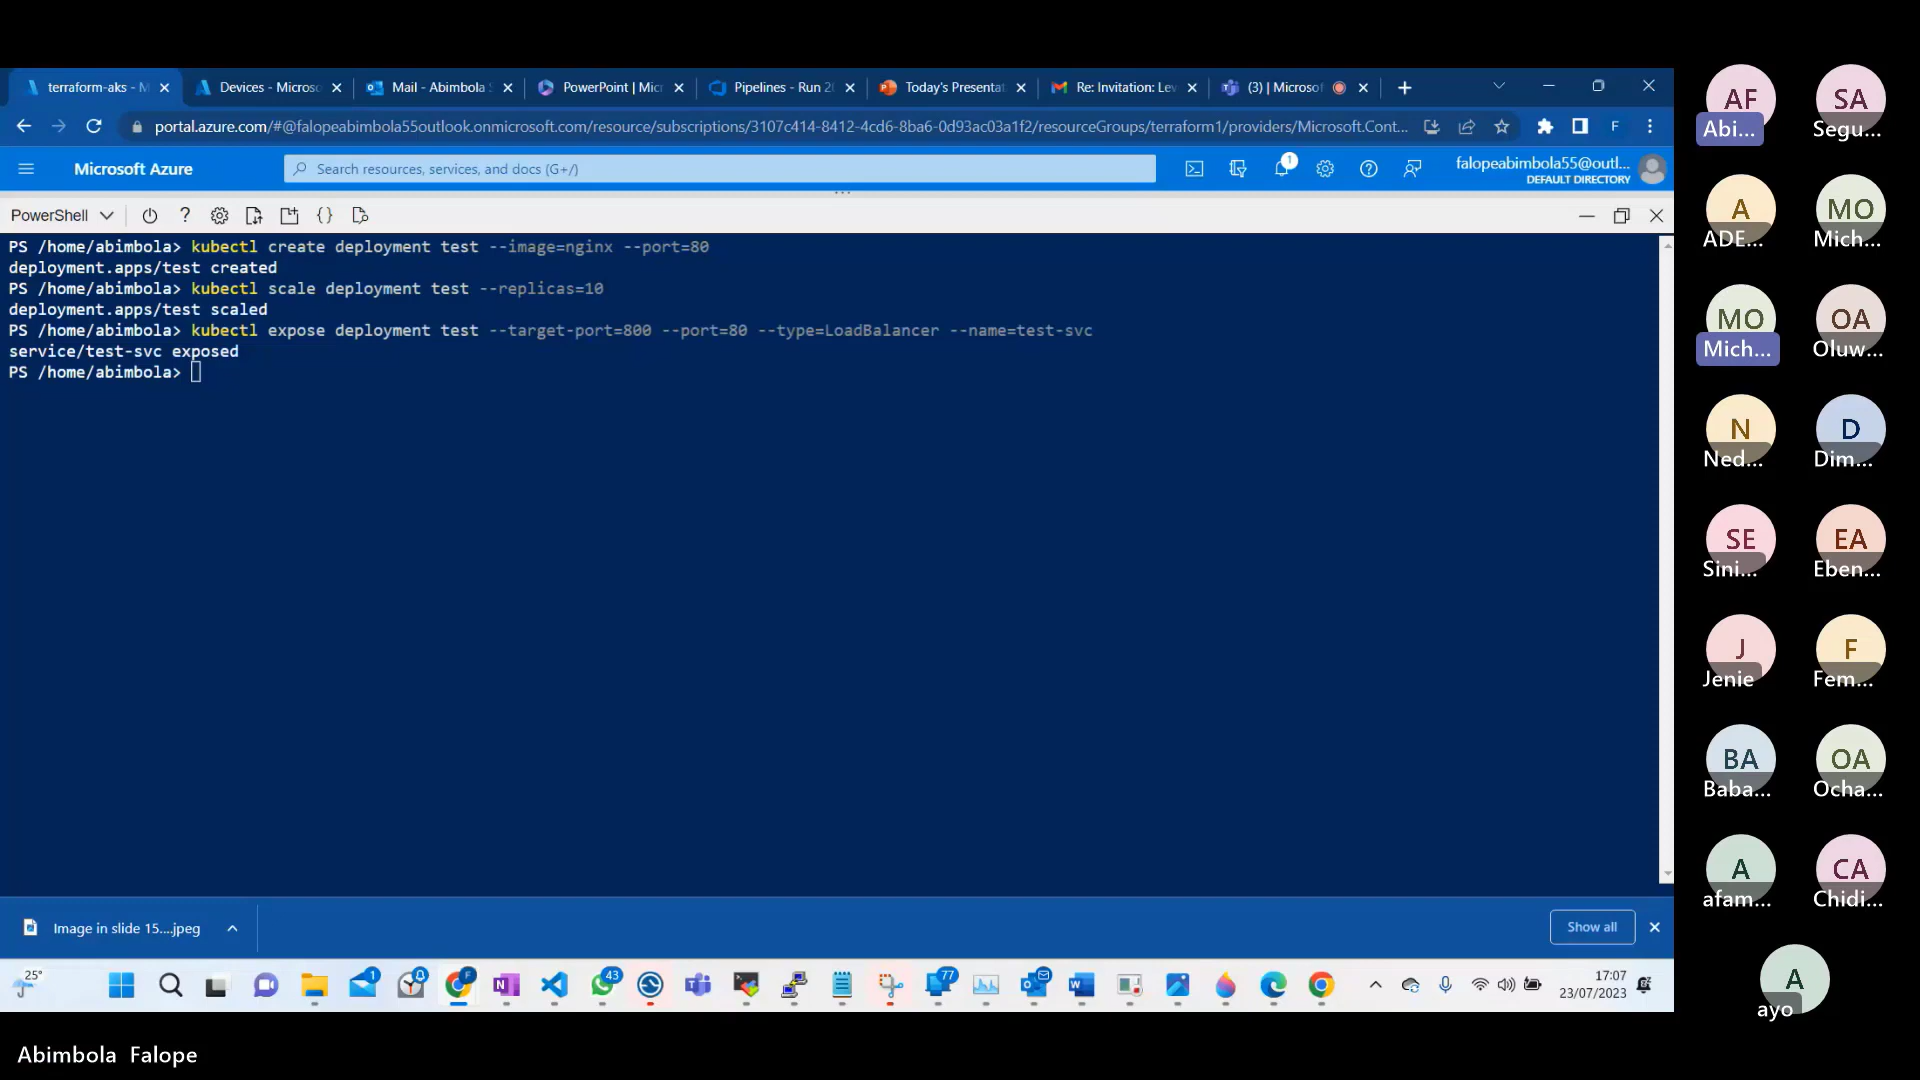 terraform-aks - M
Devices - Microso
Mail - Abimbola S
PowerPoint | Mic
Pipelines - Run 2
Today's Presentat
Re: Invitation: Lev
(3) | Microsof
portal.azure.com/#@falopeabimbola55outlook.onmicrosoft.com/resource/subscriptions/3107c414-8412-4cd6-8ba6-0d93ac03a1f2/resourceGroups/terraform1/providers/Microsoft.Cont...
F
Microsoft Azure
Search resources, services, and docs (G+/)
1
falopeabimbola55@outl...
DEFAULT DIRECTORY
PowerShell
PS /home/abimbola> kubectl create deployment test --image=nginx --port=80
deployment.apps/test created
PS /home/abimbola> kubectl scale deployment test --replicas=10
deployment.apps/test scaled
PS /home/abimbola> kubectl expose deployment test --target-port=800 --port=80 --type=LoadBalancer --name=test-svc
service/test-svc exposed
PS /home/abimbola>
Image in slide 15....jpeg
Show all
25°
1
F
43
77
17:07
23/07/2023
AF
Abi...
SA
Segu...
A
ADE...
MO
Mich...
MO
Mich...
OA
Oluw...
N
Ned...
D
Dim...
SE
Sini...
EA
Eben...
J
Jenie
F
Fem...
BA
Baba...
OA
Ocha...
A
afam...
CA
Chidi...
A
ayo
Abimbola Falope